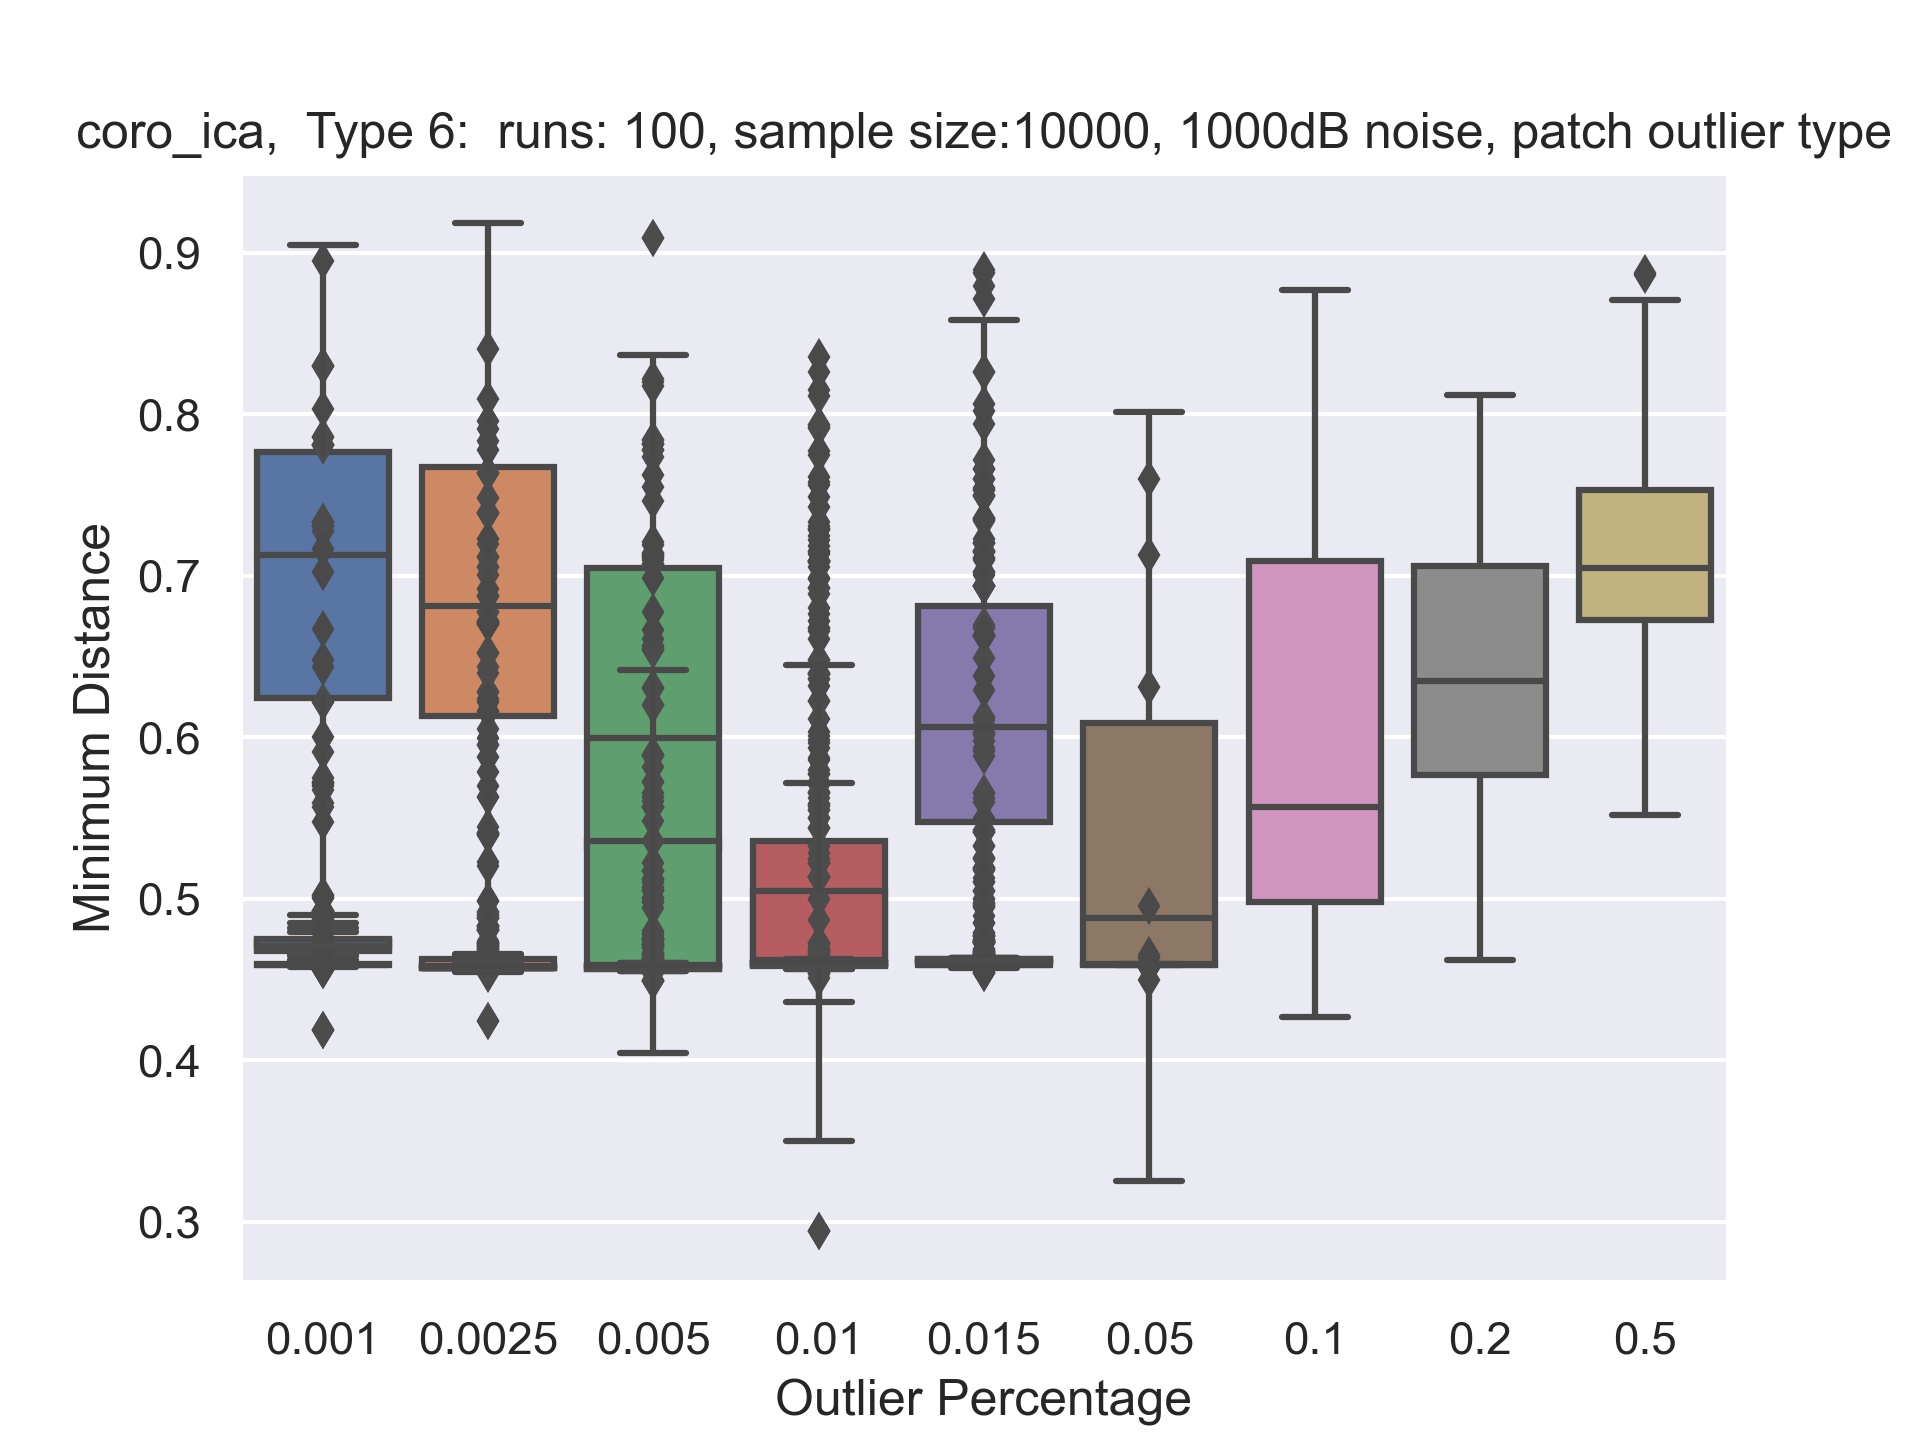 coro_ica,  Type 6:  runs: 100, sample size:10000, 1000dB noise, patch outlier type
Minimum Distance
0.9
0.8
0.7
0.6
0.5
0.4
0.3
0.001 0.0025 0.005 0.01 0.015 0.05 0.1 0.2 0.5
Outlier Percentage